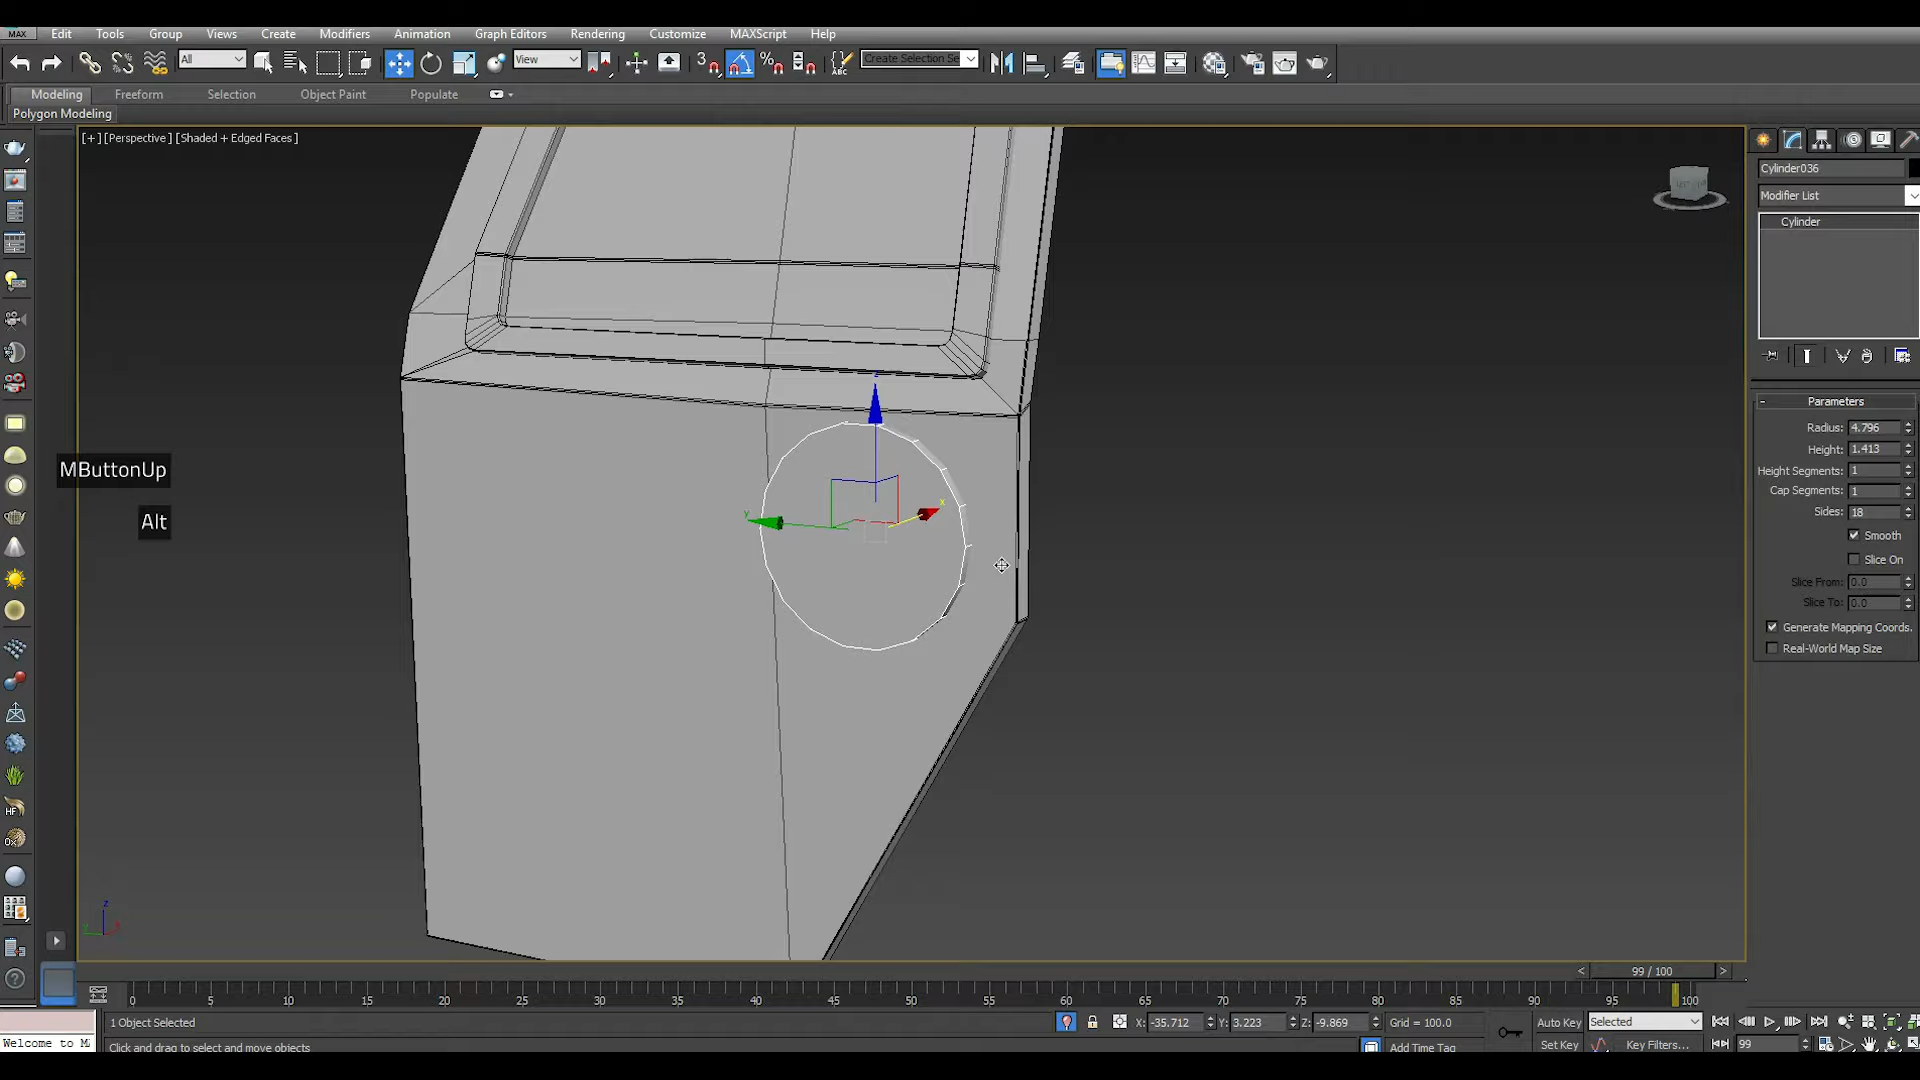 MAX Edit Tools Group Views Create Modifiers Animation Graph Editors Rendering Customize MAXScript Help
All View 3 % ABC Create Selection Se
Modeling Freeform Selection Object Paint Populate
Polygon Modeling
[+] [Perspective] [Shaded + Edged Faces]
Cylinder036
Modifier List
Cylinder
Parameters
Radius: 4.796
Height: 1.413
Height Segments: 1
Cap Segments: 1
Sides: 18
Smooth
Slice On
Slice From: 0.0
Slice To: 0.0
Generate Mapping Coords.
Real-World Map Size
MButtonUp
Alt
z
y
x
HF
z
99 / 100
0 5 10 15 20 25 30 35 40 45 50 55 60 65 70 75 80 85 90 95 100
1 Object Selected X: -35.712 Y: 3.223 Z: -9.869 Grid = 100.0 Auto Key Selected
Welcome to MA Click and drag to select and move objects Add Time Tag Set Key Key Filters... 99